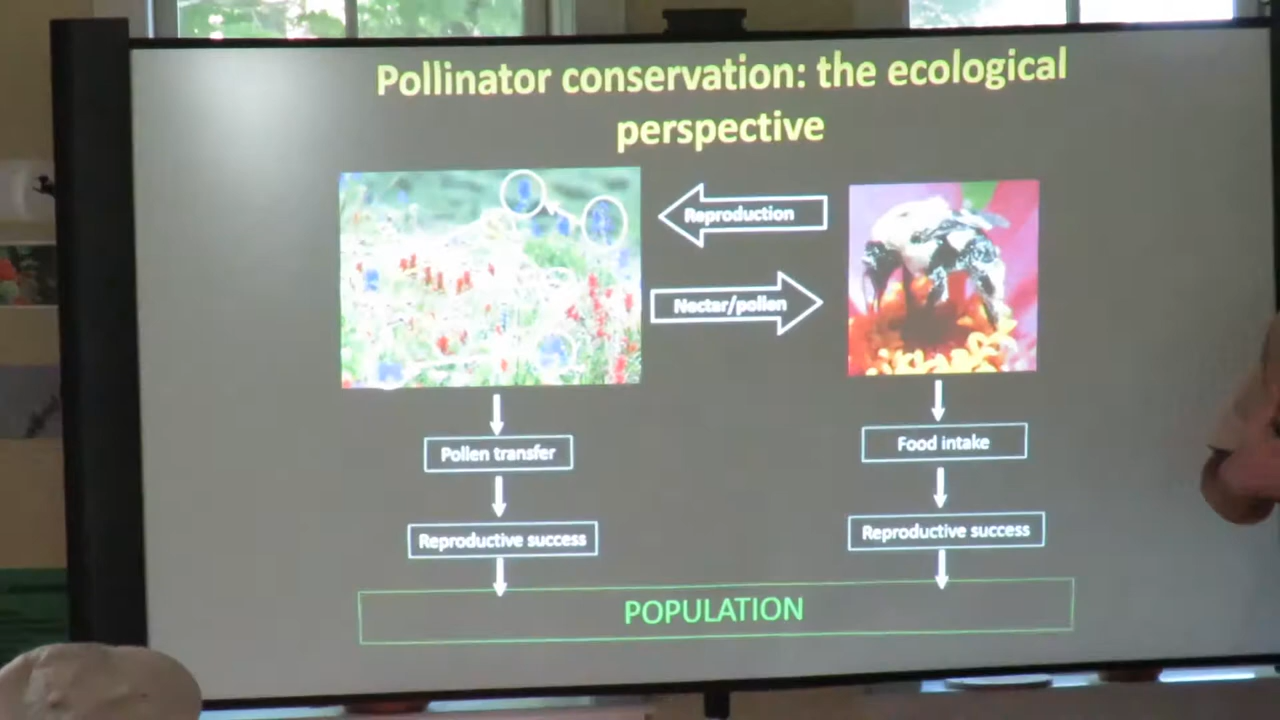 Pollinator conservation: the ecological
perspective
Reproduction
Nectar/pollen
Pollen transfer
Food intake
Reproductive success
Reproductive success
POPULATION